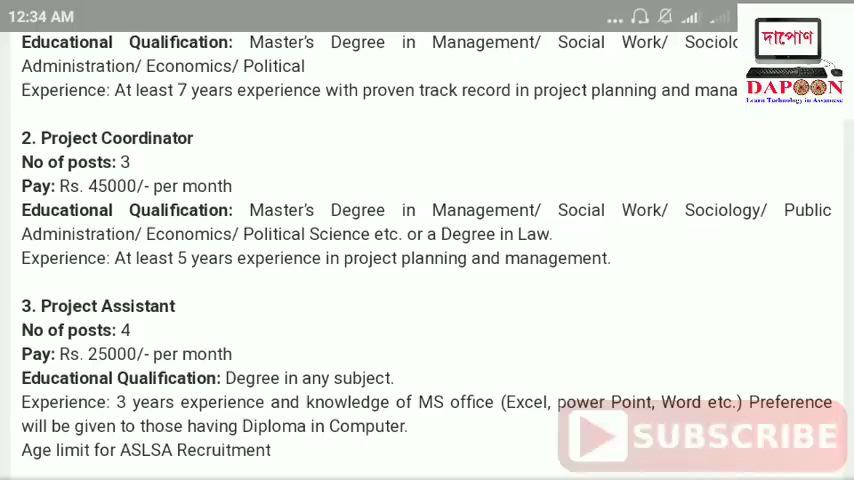 12:34 AM
দাপোণ
DAPOON
Learn Technology in Assamese
Educational Qualification: Master's Degree in Management/ Social Work/
Administration/ Economics/ Political
Experience: At least 7 years experience with proven track record in project planning and
2. Project Coordinator
No of posts: 3
Pay: Rs. 45000/- per month
Educational Qualification: Master's Degree in Management/ Social Work/ Sociology/ Public
Administration/ Economics/ Political Science etc. or a Degree in Law.
Experience: At least 5 years experience in project planning and management.
3. Project Assistant
No of posts: 4
Pay: Rs. 25000/- per month
Educational Qualification: Degree in any subject.
Experience: 3 years experience and knowledge of MS office (Excel, power Point, Word etc.) Preference
will be given to those having Diploma in Computer.
Age limit for ASLSA Recruitment
SUBSCRIBE